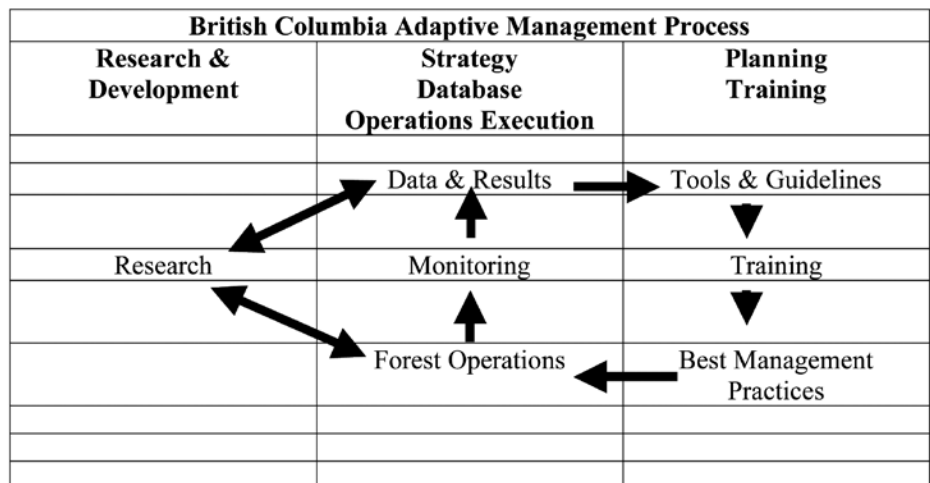 British Columbia Adaptive Management Process
Research &
Development
Strategy
Database
Operations Execution
Planning
Training
Data & Results
Tools & Guidelines
Research
Monitoring
Training
Forest Operations
Best Management
Practices